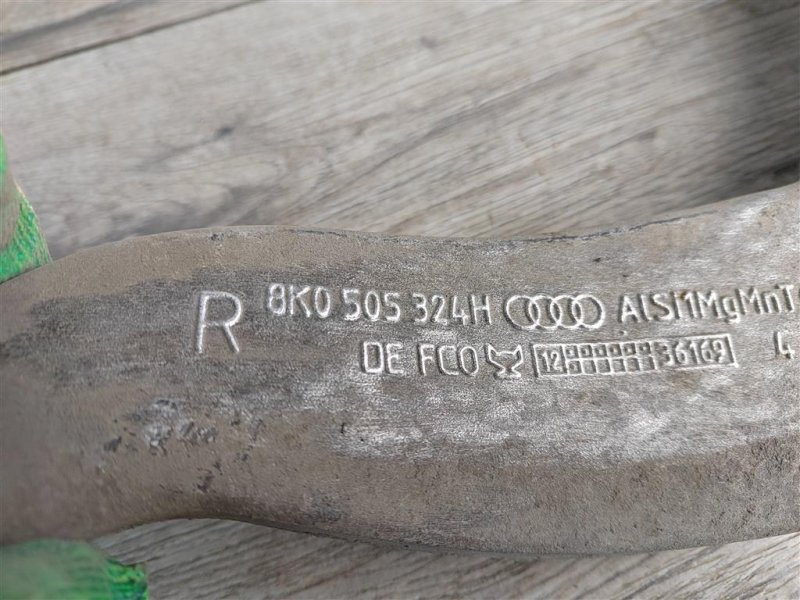 R 8K0 505 324H AlSi1MgMnT
DE FCO 12 36169 4